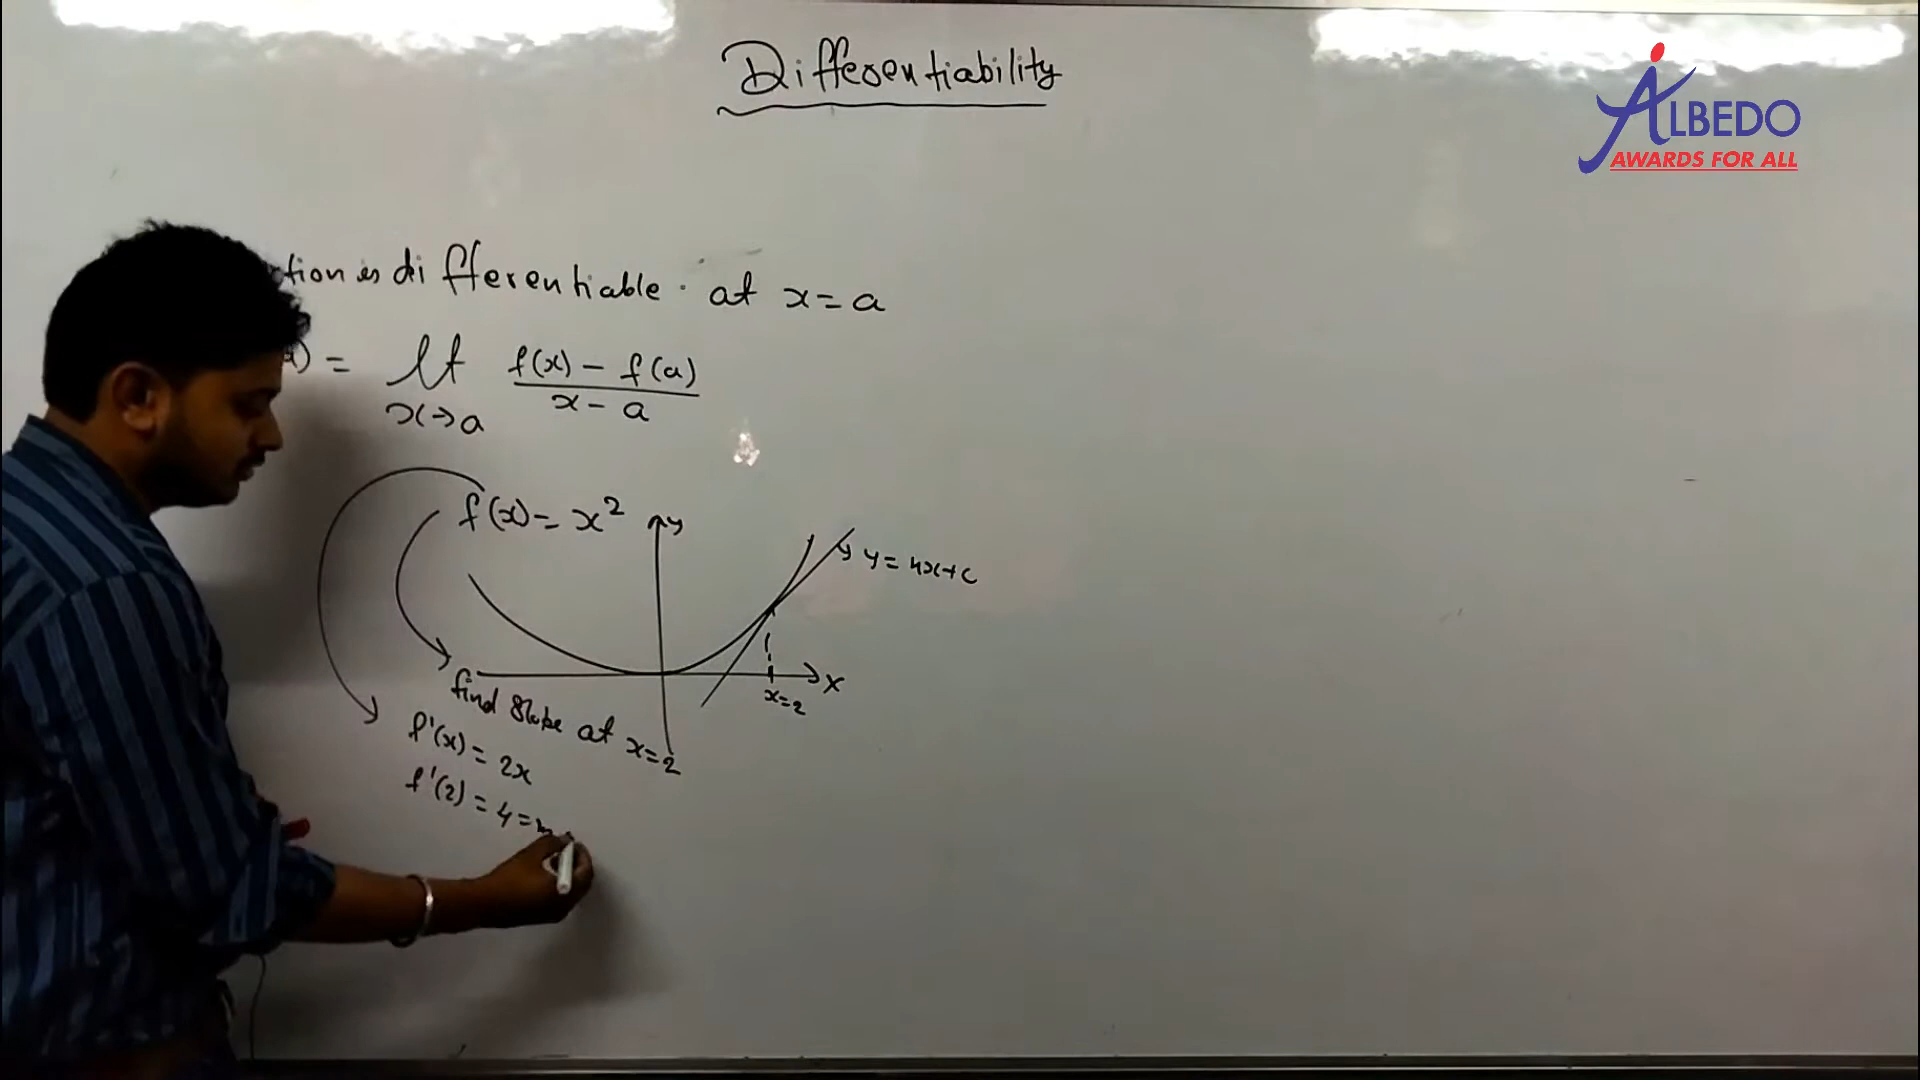 Differentiability
ALBEDO
AWARDS FOR ALL
ction is differentiable. at x = a
) = lt f(x) - f(a) / x - a
x → a
f(x) = x²
y
y = 4x + c
x
x = 2
find Slope at x = 2
f'(x) = 2x
f'(2) = 4 = m